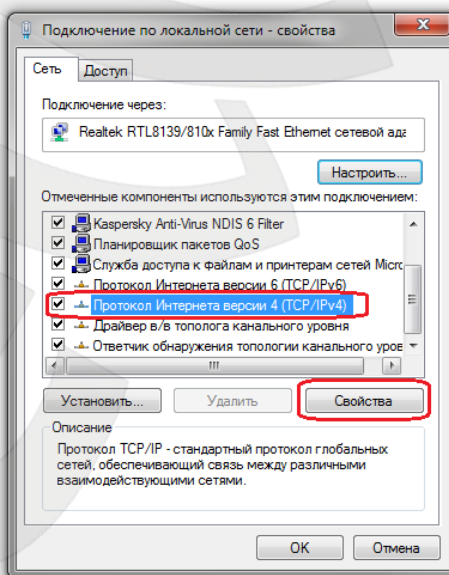 Подключение по локальной сети - свойства
Сеть Доступ
Подключение через:
Realtek RTL8139/810x Family Fast Ethernet сетевой ада
Настроить...
Отмеченные компоненты используются этим подключением:
Kaspersky Anti-Virus NDIS 6 Filter
Планировщик пакетов QoS
Служба доступа к файлам и принтерам сетей Micro
Протокол Интернета версии 6 (TCP/IPv6)
Протокол Интернета версии 4 (TCP/IPv4)
Драйвер в/в тополога канального уровня
Ответчик обнаружения топологии канального уров
Установить... Удалить Свойства
Описание
Протокол TCP/IP - стандартный протокол глобальных
сетей, обеспечивающий связь между различными
взаимодействующими сетями.
OK Отмена